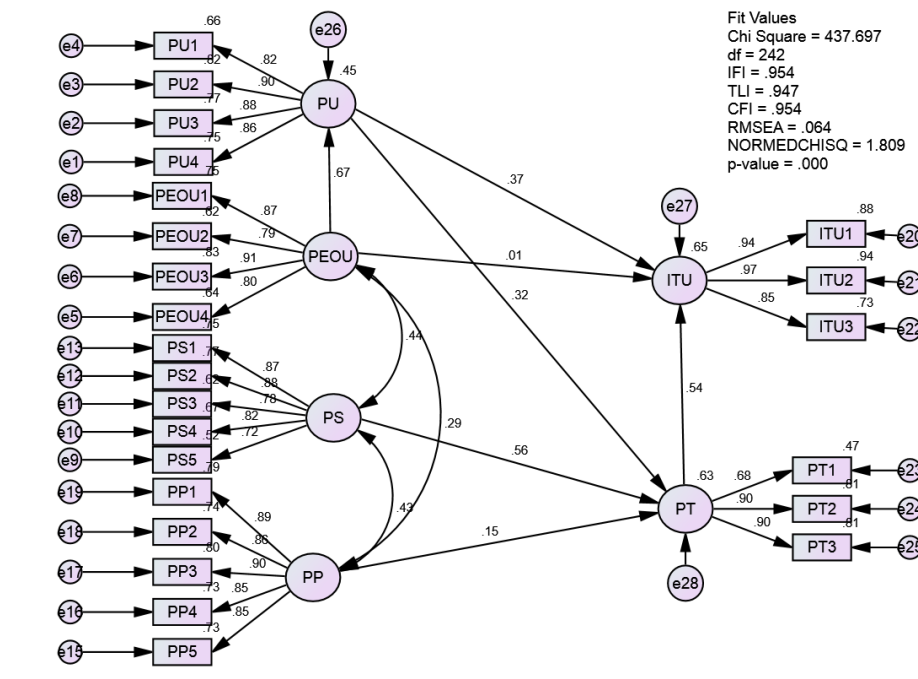 Fit Values
Chi Square = 437.697
df = 242
IFI = .954
TLI = .947
CFI = .954
RMSEA = .064
NORMEDCHISQ = 1.809
p-value = .000
e26
.45
PU
.66
e4 PU1 .82
.82
e3 PU2 .90
.77
e2 PU3 .88
.75
e1 PU4 .86
.75
e8 PEOU1 .87
.62
e7 PEOU2 .79
.83
e6 PEOU3 .91
.64
e5 PEOU4 .80
.67
PEOU
.75
e13 PS1 .87
.77
e12 PS2 .88
.62
e11 PS3 .78
.67
e10 PS4 .82
.52
e9 PS5 .72
PS
.79
e19 PP1 .89
.74
e18 PP2 .86
.80
e17 PP3 .90
.73
e16 PP4 .85
.73
e15 PP5 .85
PP
.44
.29
.43
.37
.01
.32
.56
.15
.54
e27
.65
ITU
.88
.94 ITU1
.94
.97 ITU2 e21
.73
.85 ITU3 e22
.63
PT
e28
.47
.68 PT1 e23
.81
.90 PT2 e24
.81
.90 PT3